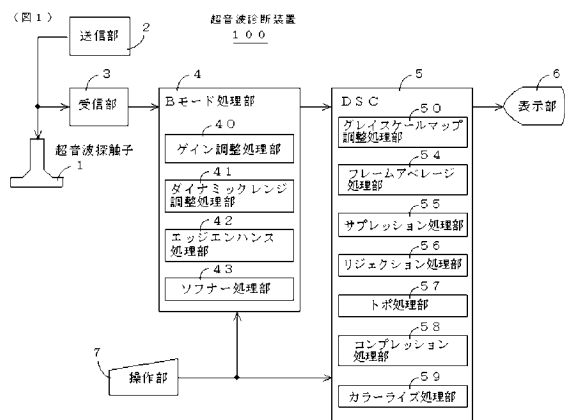 (図1)
超音波診断装置
100
送信部
2
3
受信部
超音波探触子
1
4
Bモード処理部
40
ゲイン調整処理部
41
ダイナミックレンジ
調整処理部
42
エッジエンハンス
処理部
43
ソフナー処理部
5
DSC
50
グレイスケールマップ
調整処理部
54
フレームアベレージ
処理部
55
サプレッション処理部
56
リジェクション処理部
57
トポ処理部
58
コンプレッション
処理部
59
カラーライズ処理部
6
表示部
7
操作部